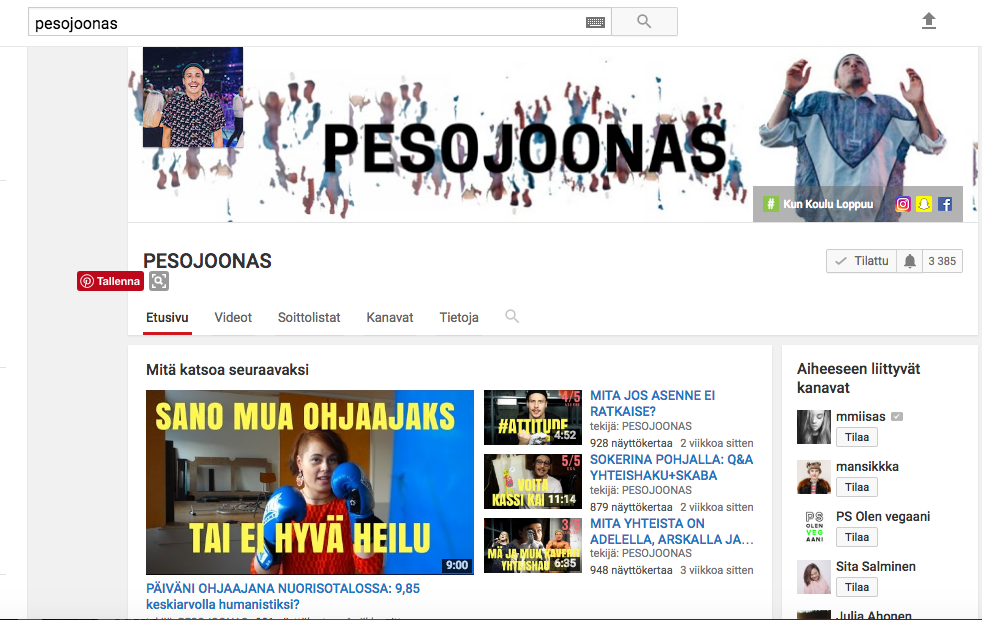 pesojoonas
PESOJOONAS
# Kun Koulu Loppuu
PESOJOONAS
Tilattu
3 385
Tallenna
Etusivu
Videot
Soittolistat
Kanavat
Tietoja
Mitä katsoa seuraavaksi
SANO MUA OHJAAJAKS
TAI EI HYVÄ HEILU
9:00
PÄIVÄNI OHJAAJANA NUORISOTALOSSA: 9,85
keskiarvolla humanistiksi?
4/5
#ATTITUDE
4:52
MITA JOS ASENNE EI
RATKAISE?
tekijä: PESOJOONAS
928 näyttökertaa 2 viikkoa sitten
5/5
VOITA
KASSI KAI
11:14
SOKERINA POHJALLA: Q&A
YHTEISHAKU+SKABA
tekijä: PESOJOONAS
879 näyttökertaa 2 viikkoa sitten
MÄ JA MUN KAVERIT
YHTEISHAU
6:35
MITA YHTEISTA ON
ADELELLA, ARSKALLA JA…
tekijä: PESOJOONAS
948 näyttökertaa 3 viikkoa sitten
Aiheeseen liittyvät
kanavat
mmiisas
Tilaa
mansikkka
Tilaa
PS
OLEN
VEG
AANI
PS Olen vegaani
Tilaa
Sita Salminen
Tilaa
Julia Ahonen